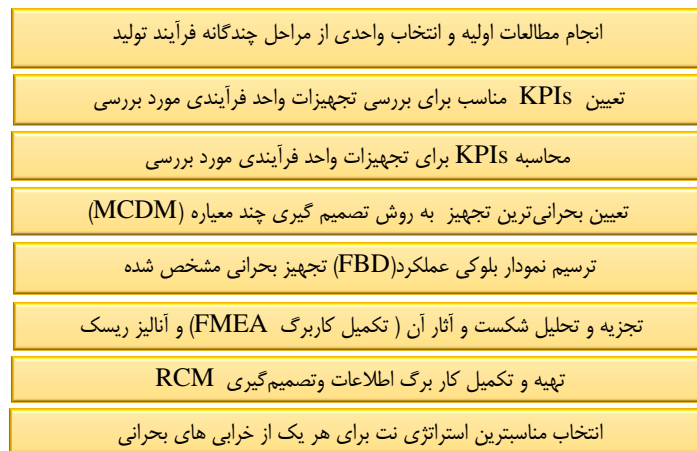 انجام مطالعات اولیه و انتخاب واحدی از مراحل چندگانه فرآیند تولید
تعیین KPIs مناسب برای بررسی تجهیزات واحد فرآیندی مورد بررسی
محاسبه KPIs برای تجهیزات واحد فرآیندی مورد بررسی
تعیین بحرانی‌ترین تجهیز به روش تصمیم گیری چند معیاره (MCDM)
ترسیم نمودار بلوکی عملکرد(FBD) تجهیز بحرانی مشخص شده
تجزیه و تحلیل شکست و آثار آن ( تکمیل کاربرگ FMEA) و آنالیز ریسک
تهیه و تکمیل کار برگ اطلاعات وتصمیم‌گیری RCM
انتخاب مناسبترین استراتژی نت برای هر یک از خرابی های بحرانی